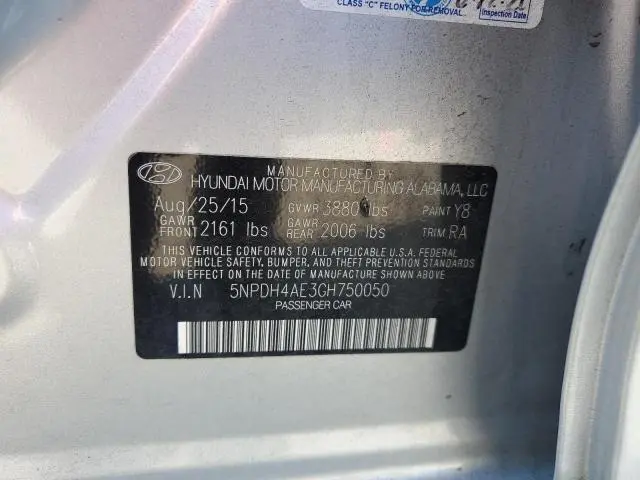 CLASS "C" FELONY FOR REMOVAL.
Inspection Date
MANUFACTURED BY
HYUNDAI MOTOR MANUFACTURING ALABAMA, LLC
Aug/25/15 GVWR 3880 lbs PAINT Y8
GAWR FRONT 2161 lbs GAWR REAR 2006 lbs TRIM RA
THIS VEHICLE CONFORMS TO ALL APPLICABLE U.S.A. FEDERAL
MOTOR VEHICLE SAFETY, BUMPER, AND THEFT PREVENTION STANDARDS
IN EFFECT ON THE DATE OF MANUFACTURE SHOWN ABOVE.
V.I.N 5NPDH4AE3GH750050
PASSENGER CAR